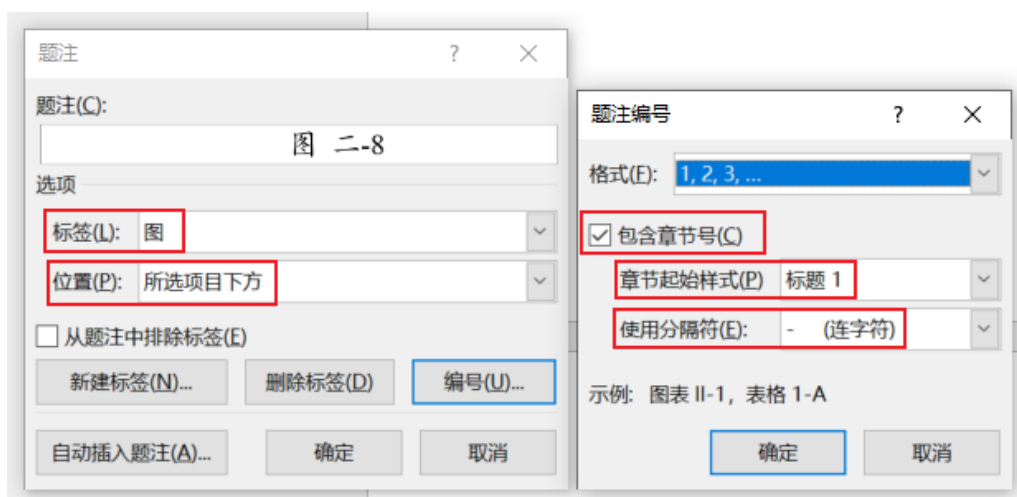 题注 ?
题注(C):
图 二-8
选项
标签(L): 图
位置(P): 所选项目下方
从题注中排除标签(E)
新建标签(N)... 删除标签(D) 编号(U)...
自动插入题注(A)... 确定 取消
题注编号 ?
格式(F): 1, 2, 3, ...
包含章节号(C)
章节起始样式(P) 标题 1
使用分隔符(E): - (连字符)
示例: 图表 II-1, 表格 1-A
确定 取消